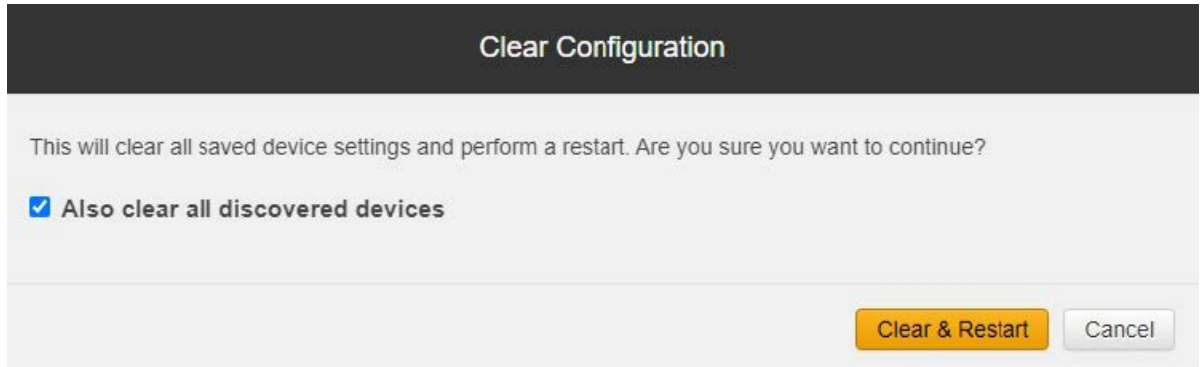 Clear Configuration
This will clear all saved device settings and perform a restart. Are you sure you want to continue?
Also clear all discovered devices
Clear & Restart
Cancel